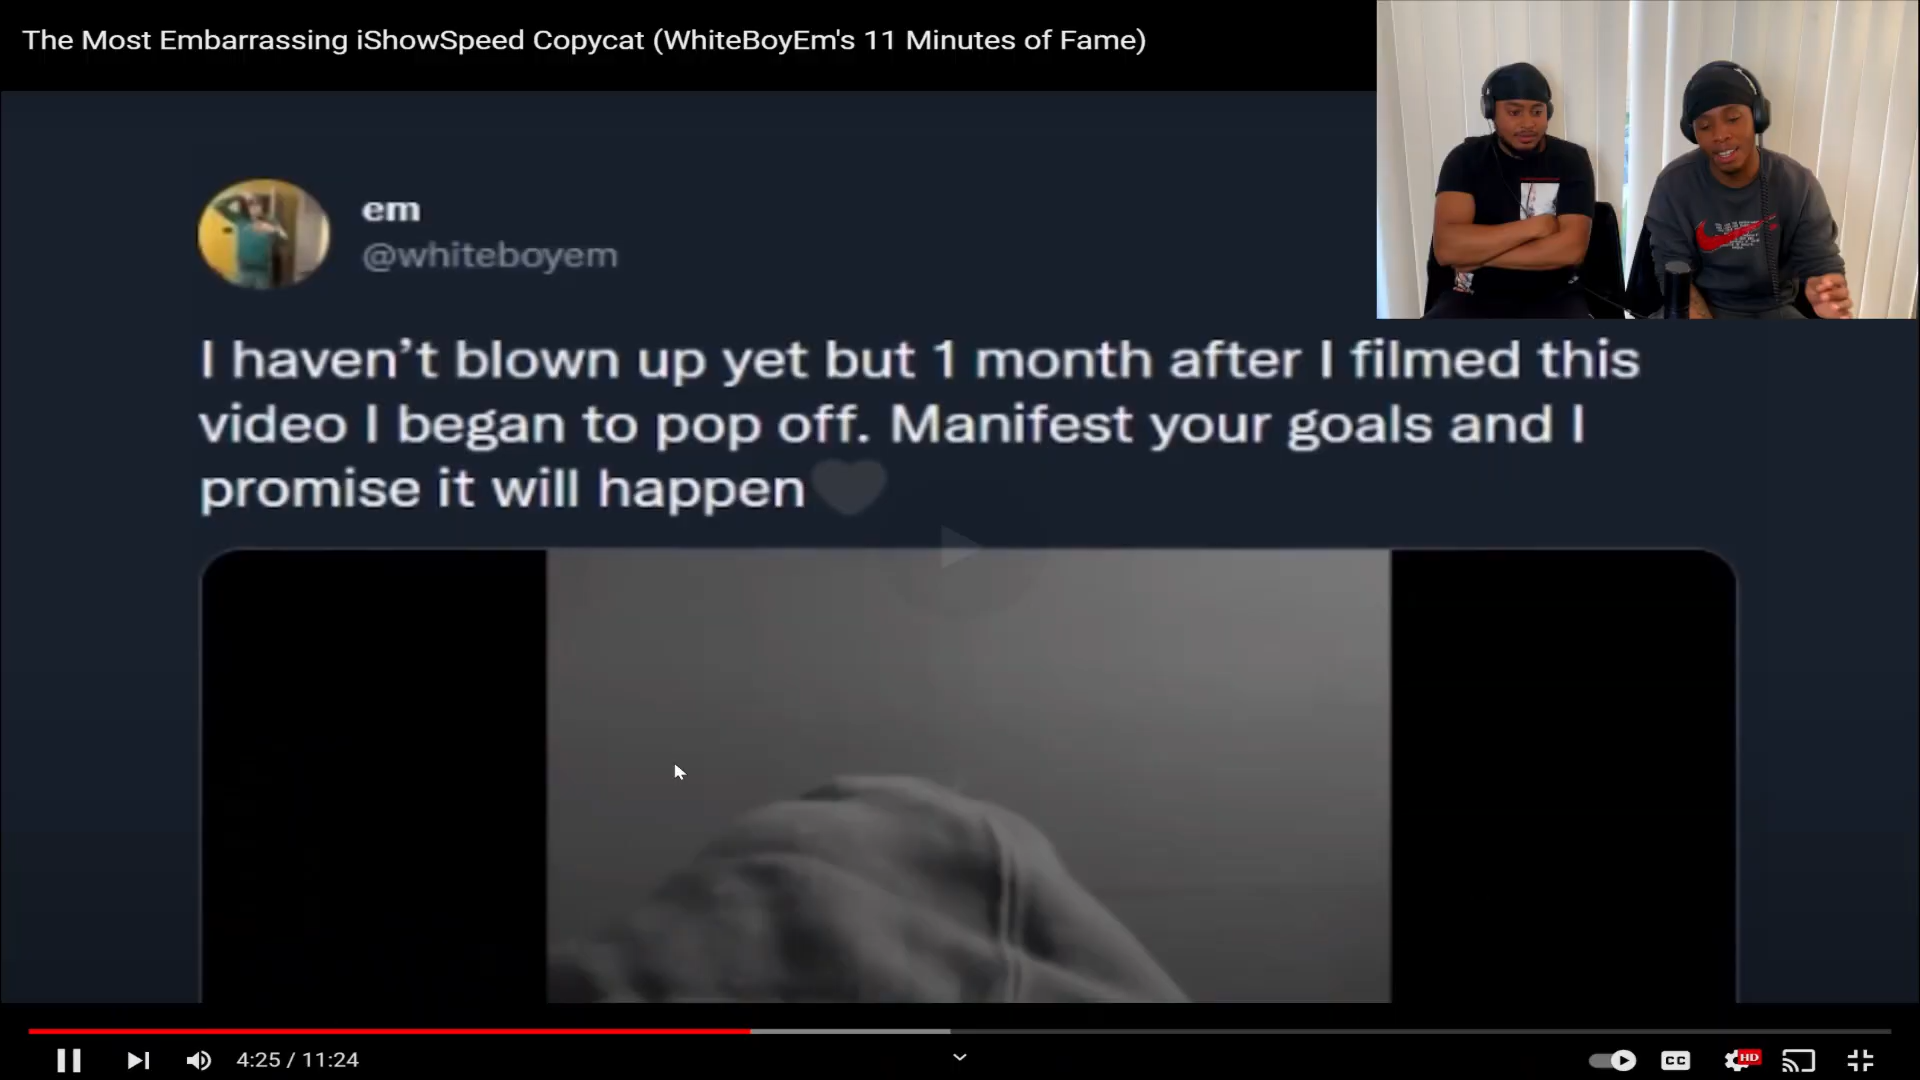 The Most Embarrassing iShowSpeed Copycat (WhiteBoyEm's 11 Minutes of Fame)
em
@whiteboyem
I haven’t blown up yet but 1 month after I filmed this
video I began to pop off. Manifest your goals and I
promise it will happen
4:25 / 11:24
CC
HD